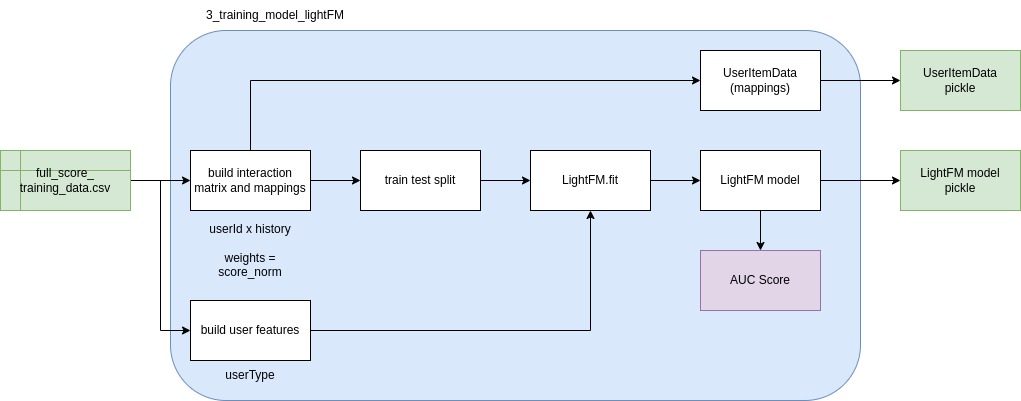 3_training_model_lightFM
UserItemData
(mappings)
UserItemData
pickle
full_score_
training_data.csv
build interaction
matrix and mappings
train test split
LightFM.fit
LightFM model
LightFM model
pickle
userId x history
weights =
score_norm
AUC Score
build user features
userType